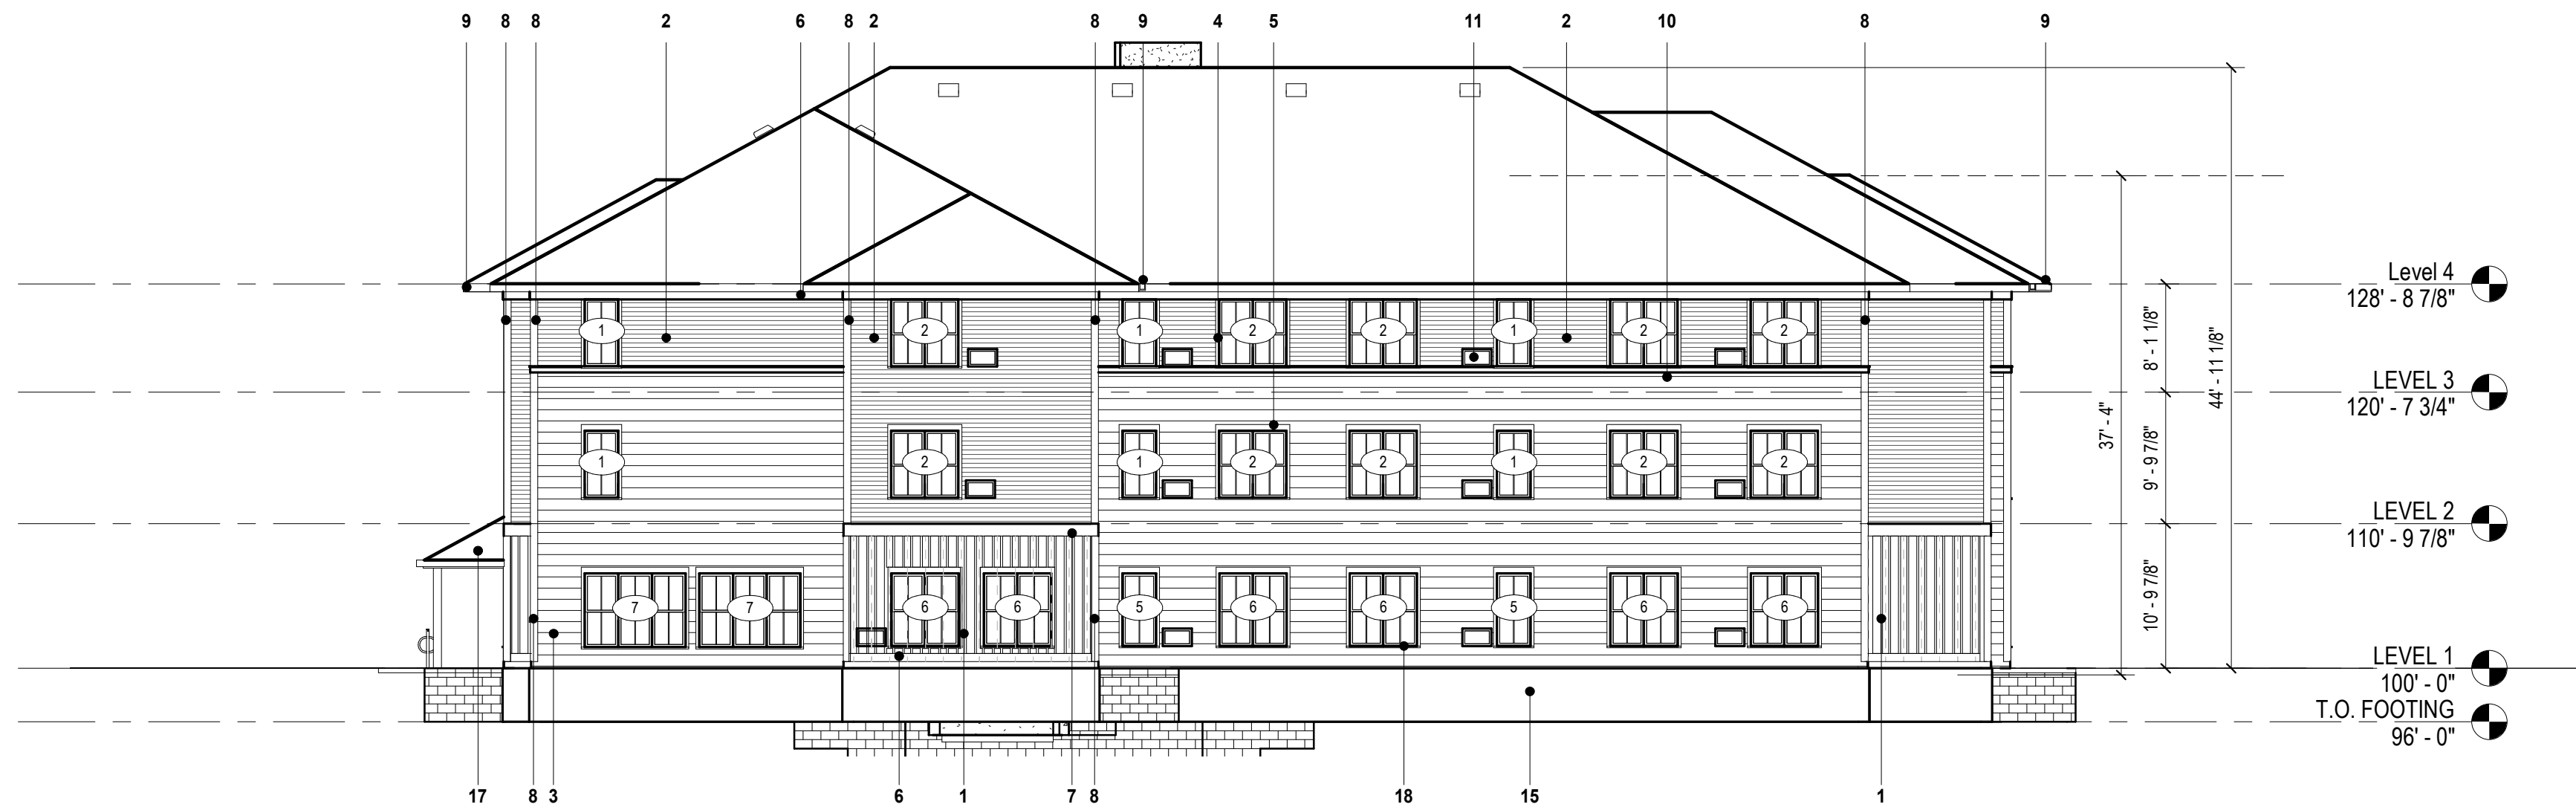 9 8 8 2 6 8 2 8 9 4 5 11 2 10 8 9
Level 4
128' - 8 7/8"
8' - 1 1/8"
44' - 11 1/8"
37' - 4"
1 2 1 2 2 1 2 2
LEVEL 3
120' - 7 3/4"
9' - 9 7/8"
1 2 1 2 2 1 2 2
LEVEL 2
110' - 9 7/8"
10' - 9 7/8"
7 7 6 6 5 6 6 5 6 6
LEVEL 1
100' - 0"
T.O. FOOTING
96' - 0"
17 8 3 6 1 7 8 18 15 1